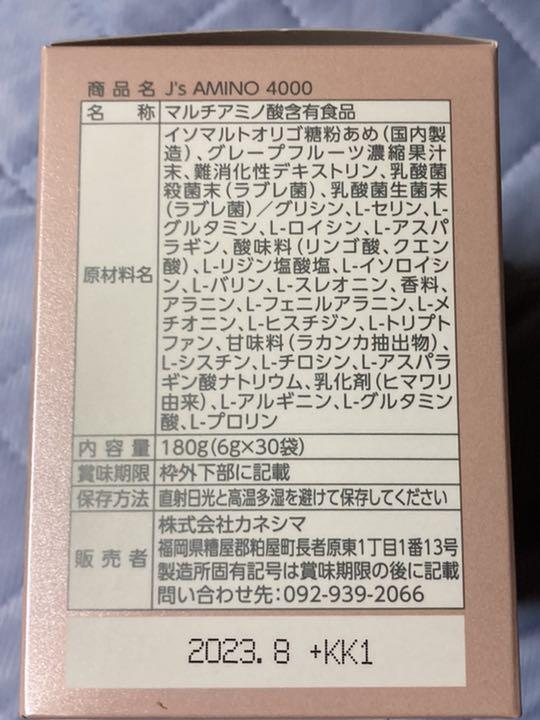 商品名 J's AMINO 4000
名称 マルチアミノ酸含有食品
原材料名 イソマルトオリゴ糖粉あめ(国内製
造)、グレープフルーツ濃縮果汁
末、難消化性デキストリン、乳酸菌
殺菌末(ラブレ菌)、乳酸菌生菌末
(ラブレ菌)/グリシン、L-セリン、L-
グルタミン、L-ロイシン、L-アスパ
ラギン、酸味料(リンゴ酸、クエン
酸)、L-リジン塩酸塩、L-イソロイシ
ン、L-バリン、L-スレオニン、香料、
アラニン、L-フェニルアラニン、L-メ
チオニン、L-ヒスチジン、L-トリプト
ファン、甘味料(ラカンカ抽出物)、
L-シスチン、L-チロシン、L-アスパラ
ギン酸ナトリウム、乳化剤(ヒマワリ
由来)、L-アルギニン、L-グルタミン
酸、L-プロリン
内容量 180g(6g×30袋)
賞味期限 枠外下部に記載
保存方法 直射日光と高温多湿を避けて保存してください
販売者 株式会社カネシマ
福岡県糟屋郡粕屋町長者原東1丁目1番13号
製造所固有記号は賞味期限の後に記載
問い合わせ先:092-939-2066
2023.8 +KK1